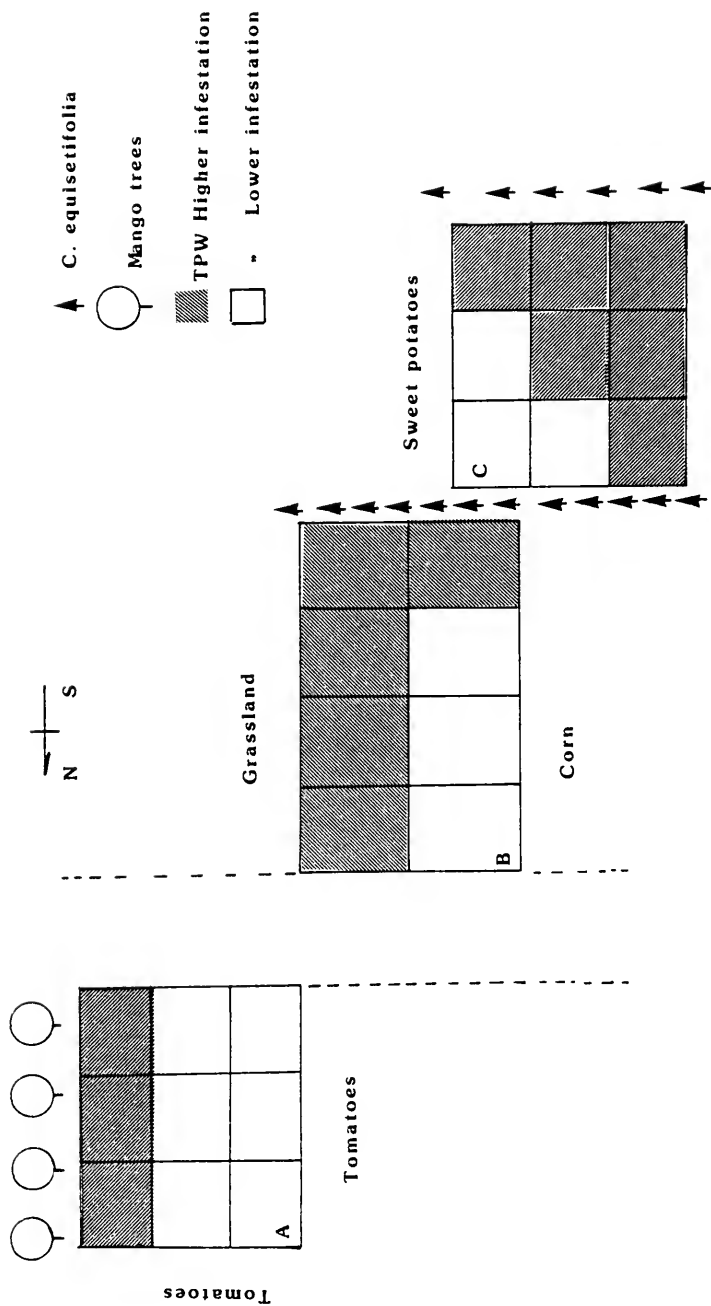 C. equisetifolia
Mango trees
TPW Higher infestation
" Lower infestation
N S
Grassland
Sweet potatoes
C
B
Corn
A
Tomatoes
Tomatoes